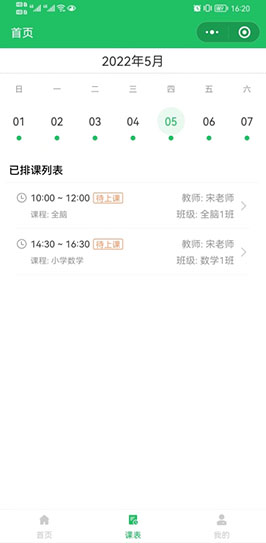 16:20
首页
2022年5月
日 一 二 三 四 五 六
01 02 03 04 05 06 07
已排课列表
10:00 ~ 12:00 待上课 教师: 宋老师
课程: 全脑 班级: 全脑1班
14:30 ~ 16:30 待上课 教师: 宋老师
课程: 小学数学 班级: 数学1班
首页 课表 我的